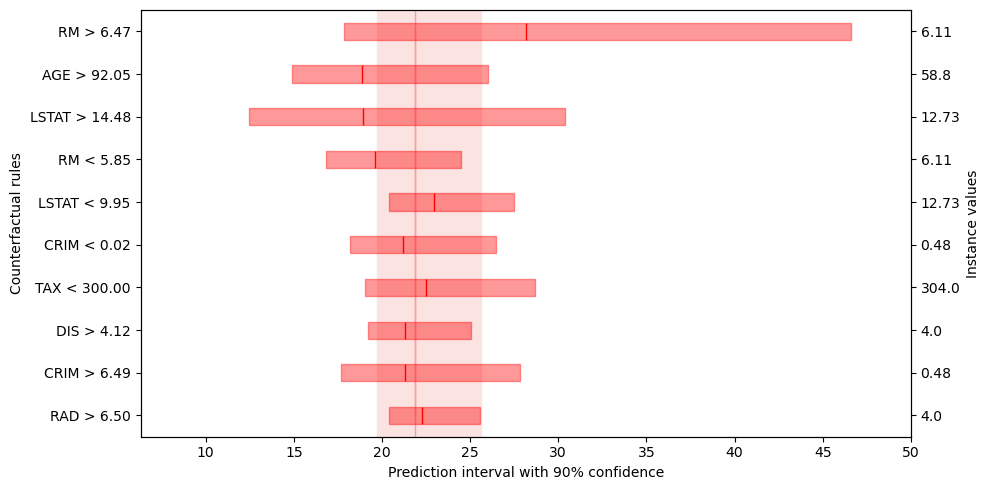 Counterfactual rules
RM > 6.47
6.11
AGE > 92.05
58.8
LSTAT > 14.48
12.73
RM < 5.85
6.11
LSTAT < 9.95
12.73
CRIM < 0.02
0.48
TAX < 300.00
304.0
DIS > 4.12
4.0
CRIM > 6.49
0.48
RAD > 6.50
4.0
Instance values
10 15 20 25 30 35 40 45 50
Prediction interval with 90% confidence